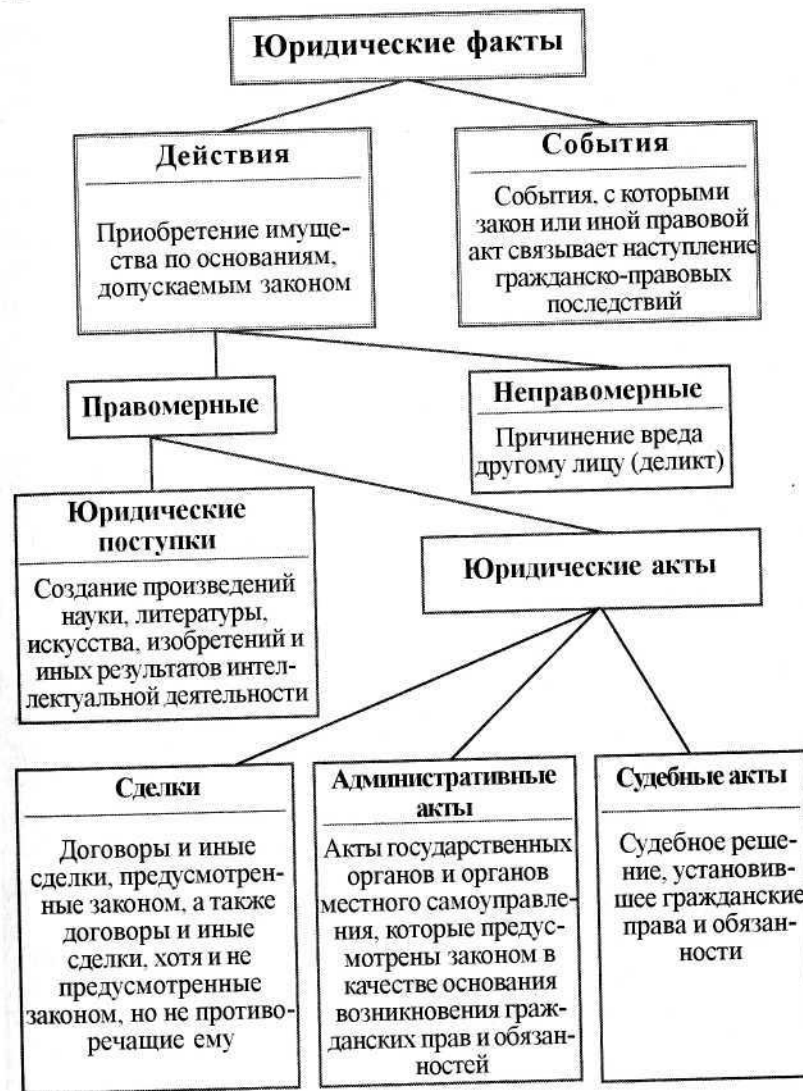 Юридические факты
Действия
Приобретение имуще-
ства по основаниям,
допускаемым законом
События
События, с которыми
закон или иной правовой
акт связывает наступление
гражданско-правовых
последствий
Правомерные
Неправомерные
Причинение вреда
другому лицу (деликт)
Юридические
поступки
Создание произведений
науки, литературы,
искусства, изобретений и
иных результатов интел-
лектуальной деятельности
Юридические акты
Сделки
Договоры и иные
сделки, предусмотрен-
ные законом, а также
договоры и иные
сделки, хотя и не
предусмотренные
законом, но не противо-
речащие ему
Административные
акты
Акты государственных
органов и органов
местного самоуправле-
ния, которые предус-
мотрены законом в
качестве основания
возникновения граж-
данских прав и обязан-
ностей
Судебные акты
Судебное реше-
ние, установив-
шее гражданские
права и обязан-
ности